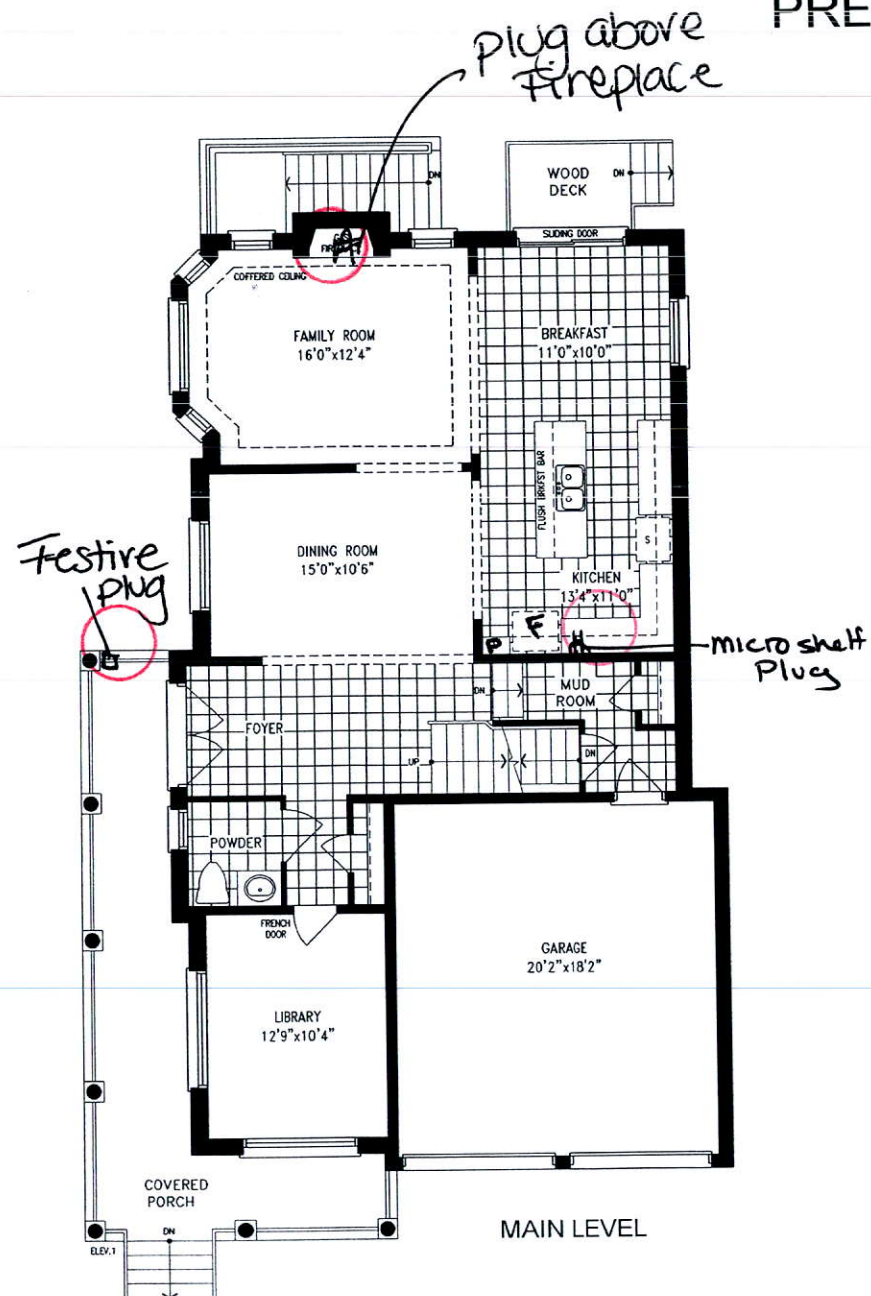 PRE
Plug above
Fireplace
WOOD
DECK
DN
DN
SLIDING DOOR
COFFERED CEILING
FAMILY ROOM
16'0"x12'4"
BREAKFAST
11'0"x10'0"
FLUSH BRKFST BAR
S
DINING ROOM
15'0"x10'6"
KITCHEN
13'4"x11'0"
Festive
plug
F
P
micro shelf
Plug
DN
MUD
ROOM
FOYER
UP
DN
POWDER
FRENCH
DOOR
GARAGE
20'2"x18'2"
LIBRARY
12'9"x10'4"
COVERED
PORCH
DN
ELEV.1
MAIN LEVEL